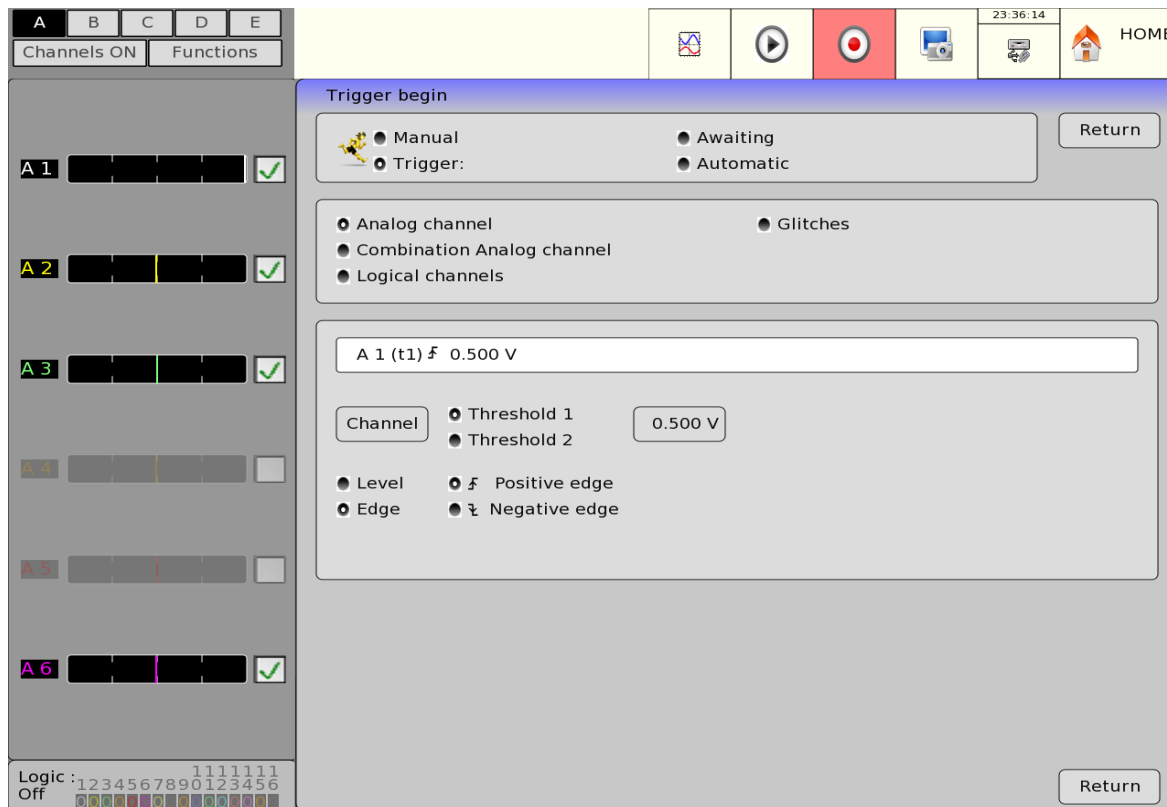 A B C D E
Channels ON Functions
23:36:14
HOME
Trigger begin
Manual Awaiting
Trigger: Automatic
Return
A 1
Analog channel Glitches
Combination Analog channel
Logical channels
A 2
A 1 (t1) 0.500 V
A 3
Channel Threshold 1 0.500 V
Threshold 2
A 4
Level Positive edge
Edge Negative edge
A 5
A 6
Logic : 12345678910111213141516
Off
Return